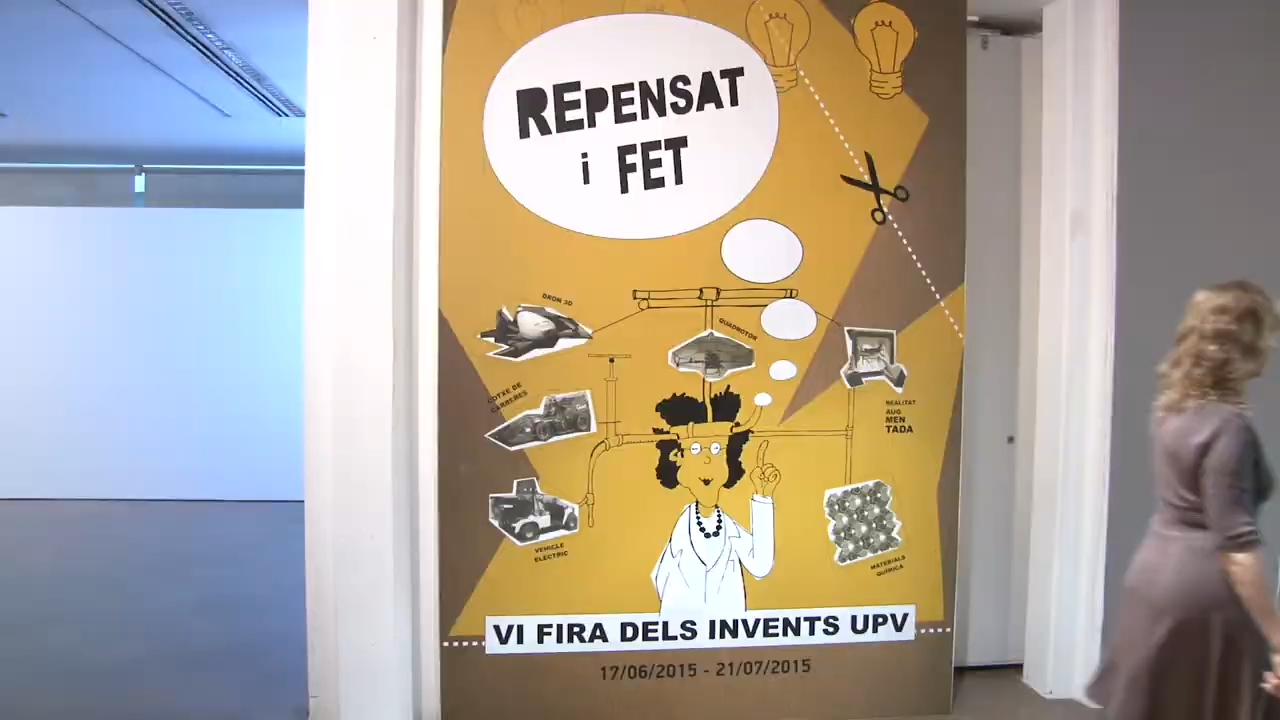 REPENSAT
i FET
DRON 3D
QUADROTOR
COTXE DE
CARRERES
REALITAT
AUG
MEN
TADA
VEHICLE
ELECTRIC
MATERIALS
QUÍMICA
VI FIRA DELS INVENTS UPV
17/06/2015 - 21/07/2015